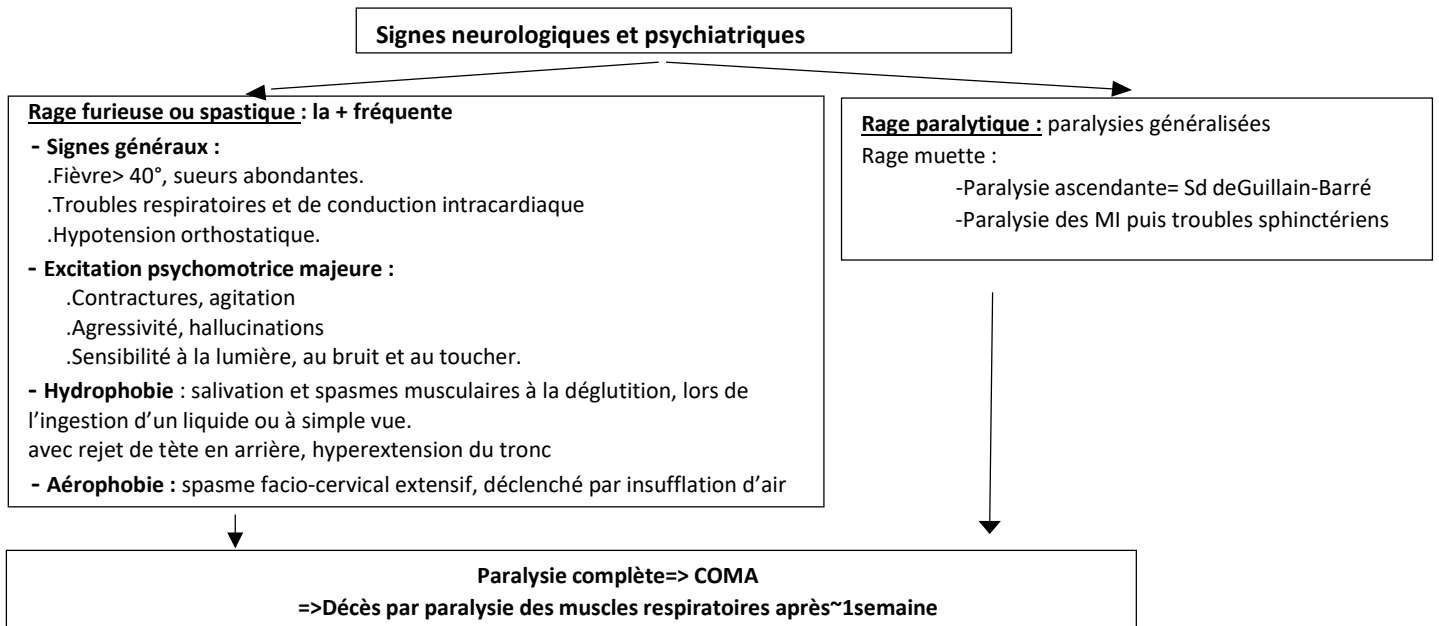 Signes neurologiques et psychiatriques
Rage furieuse ou spastique : la + fréquente
- Signes généraux :
.Fièvre> 40°, sueurs abondantes.
.Troubles respiratoires et de conduction intracardiaque
.Hypotension orthostatique.
- Excitation psychomotrice majeure :
.Contractures, agitation
.Agressivité, hallucinations
.Sensibilité à la lumière, au bruit et au toucher.
- Hydrophobie : salivation et spasmes musculaires à la déglutition, lors de
l’ingestion d’un liquide ou à simple vue.
avec rejet de tète en arrière, hyperextension du tronc
- Aérophobie : spasme facio-cervical extensif, déclenché par insufflation d’air
Rage paralytique : paralysies généralisées
Rage muette :
-Paralysie ascendante= Sd deGuillain-Barré
-Paralysie des MI puis troubles sphinctériens
Paralysie complète=> COMA
=>Décès par paralysie des muscles respiratoires après~1semaine